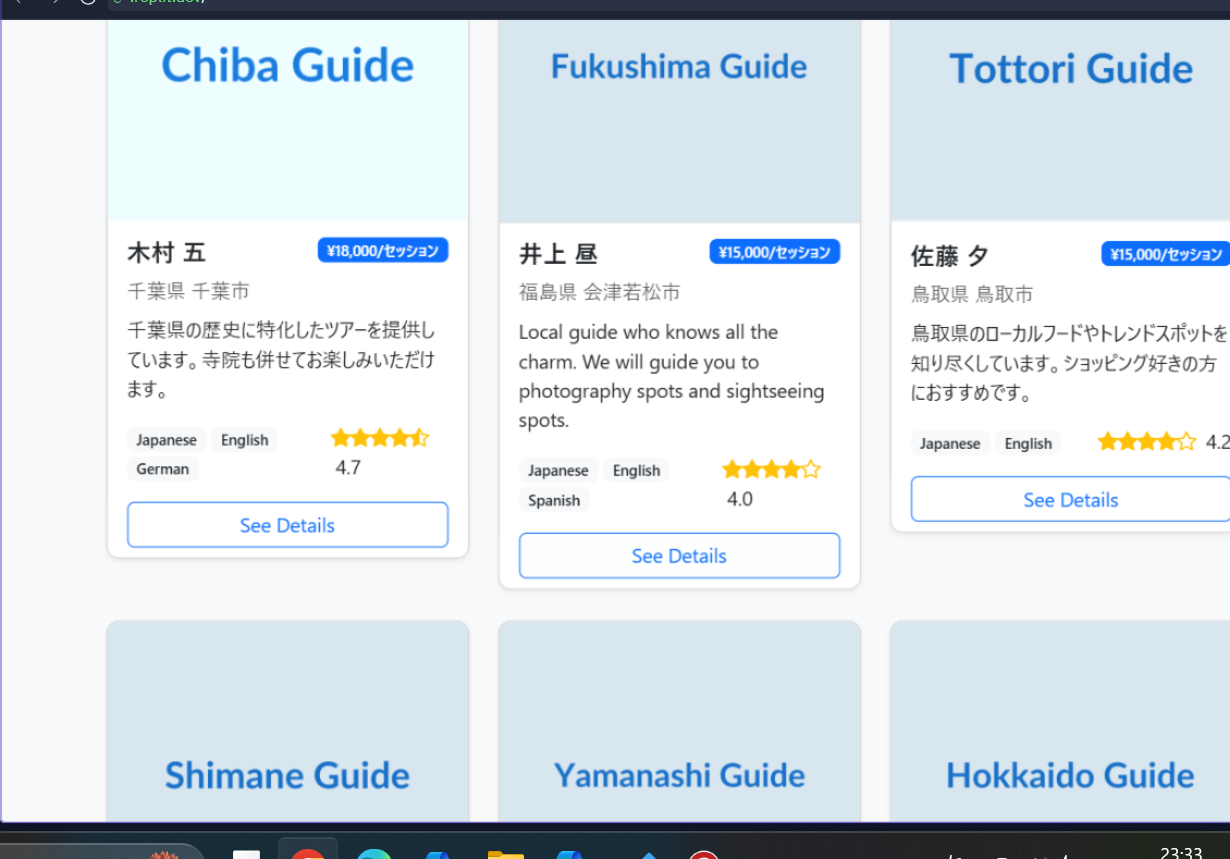 Chiba Guide
木村 五
¥18,000/セッション
千葉県 千葉市
千葉県の歴史に特化したツアーを提供し
ています。寺院も併せてお楽しみいただけ
ます。
Japanese English
German
4.7
See Details
Fukushima Guide
井上 昼
¥15,000/セッション
福島県 会津若松市
Local guide who knows all the
charm. We will guide you to
photography spots and sightseeing
spots.
Japanese English
Spanish
4.0
See Details
Tottori Guide
佐藤 夕
¥15,000/セッション
鳥取県 鳥取市
鳥取県のローカルフードやトレンドスポットを
知り尽くしています。ショッピング好きの方
におすすめです。
Japanese English
4.2
See Details
Shimane Guide
Yamanashi Guide
Hokkaido Guide
23:33